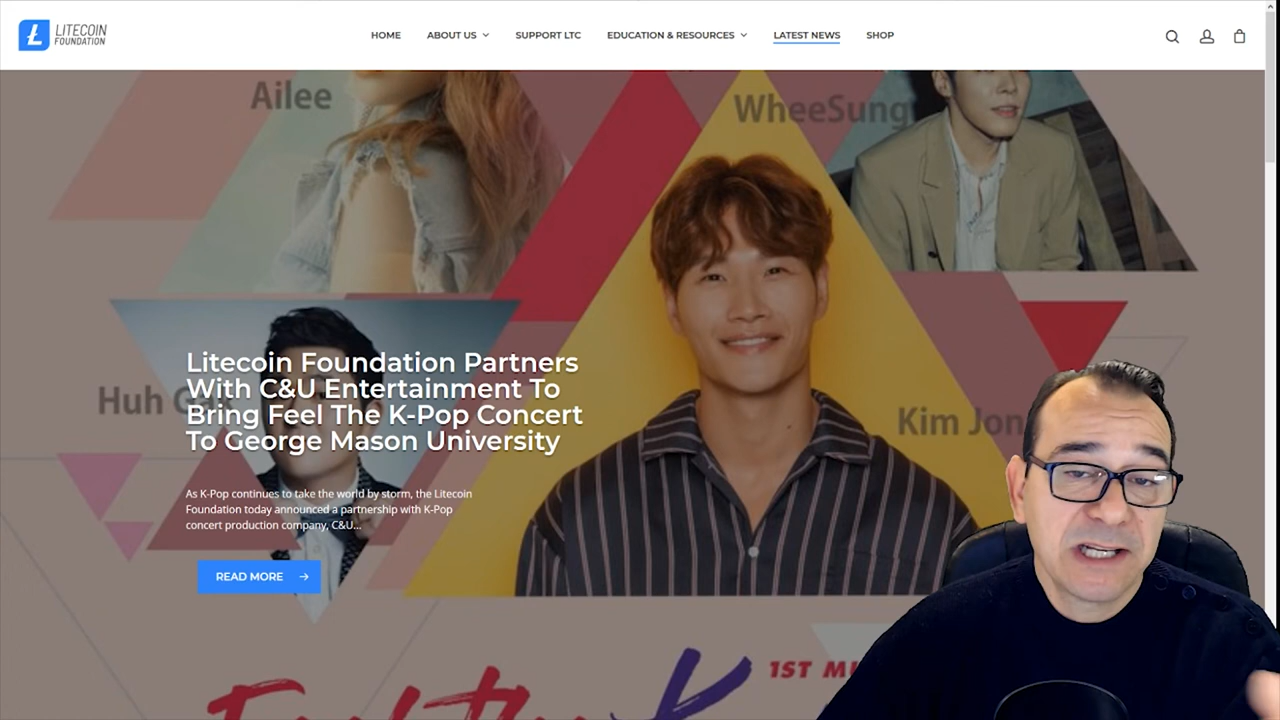 LITECOIN
FOUNDATION
HOME
ABOUT US
SUPPORT LTC
EDUCATION & RESOURCES
LATEST NEWS
SHOP
Ailee
WheeSung
Huh G
Kim Jon
Litecoin Foundation Partners
With C&U Entertainment To
Bring Feel The K-Pop Concert
To George Mason University
As K-Pop continues to take the world by storm, the Litecoin
Foundation today announced a partnership with K-Pop
concert production company, C&U...
READ MORE
Feel the K
1ST M